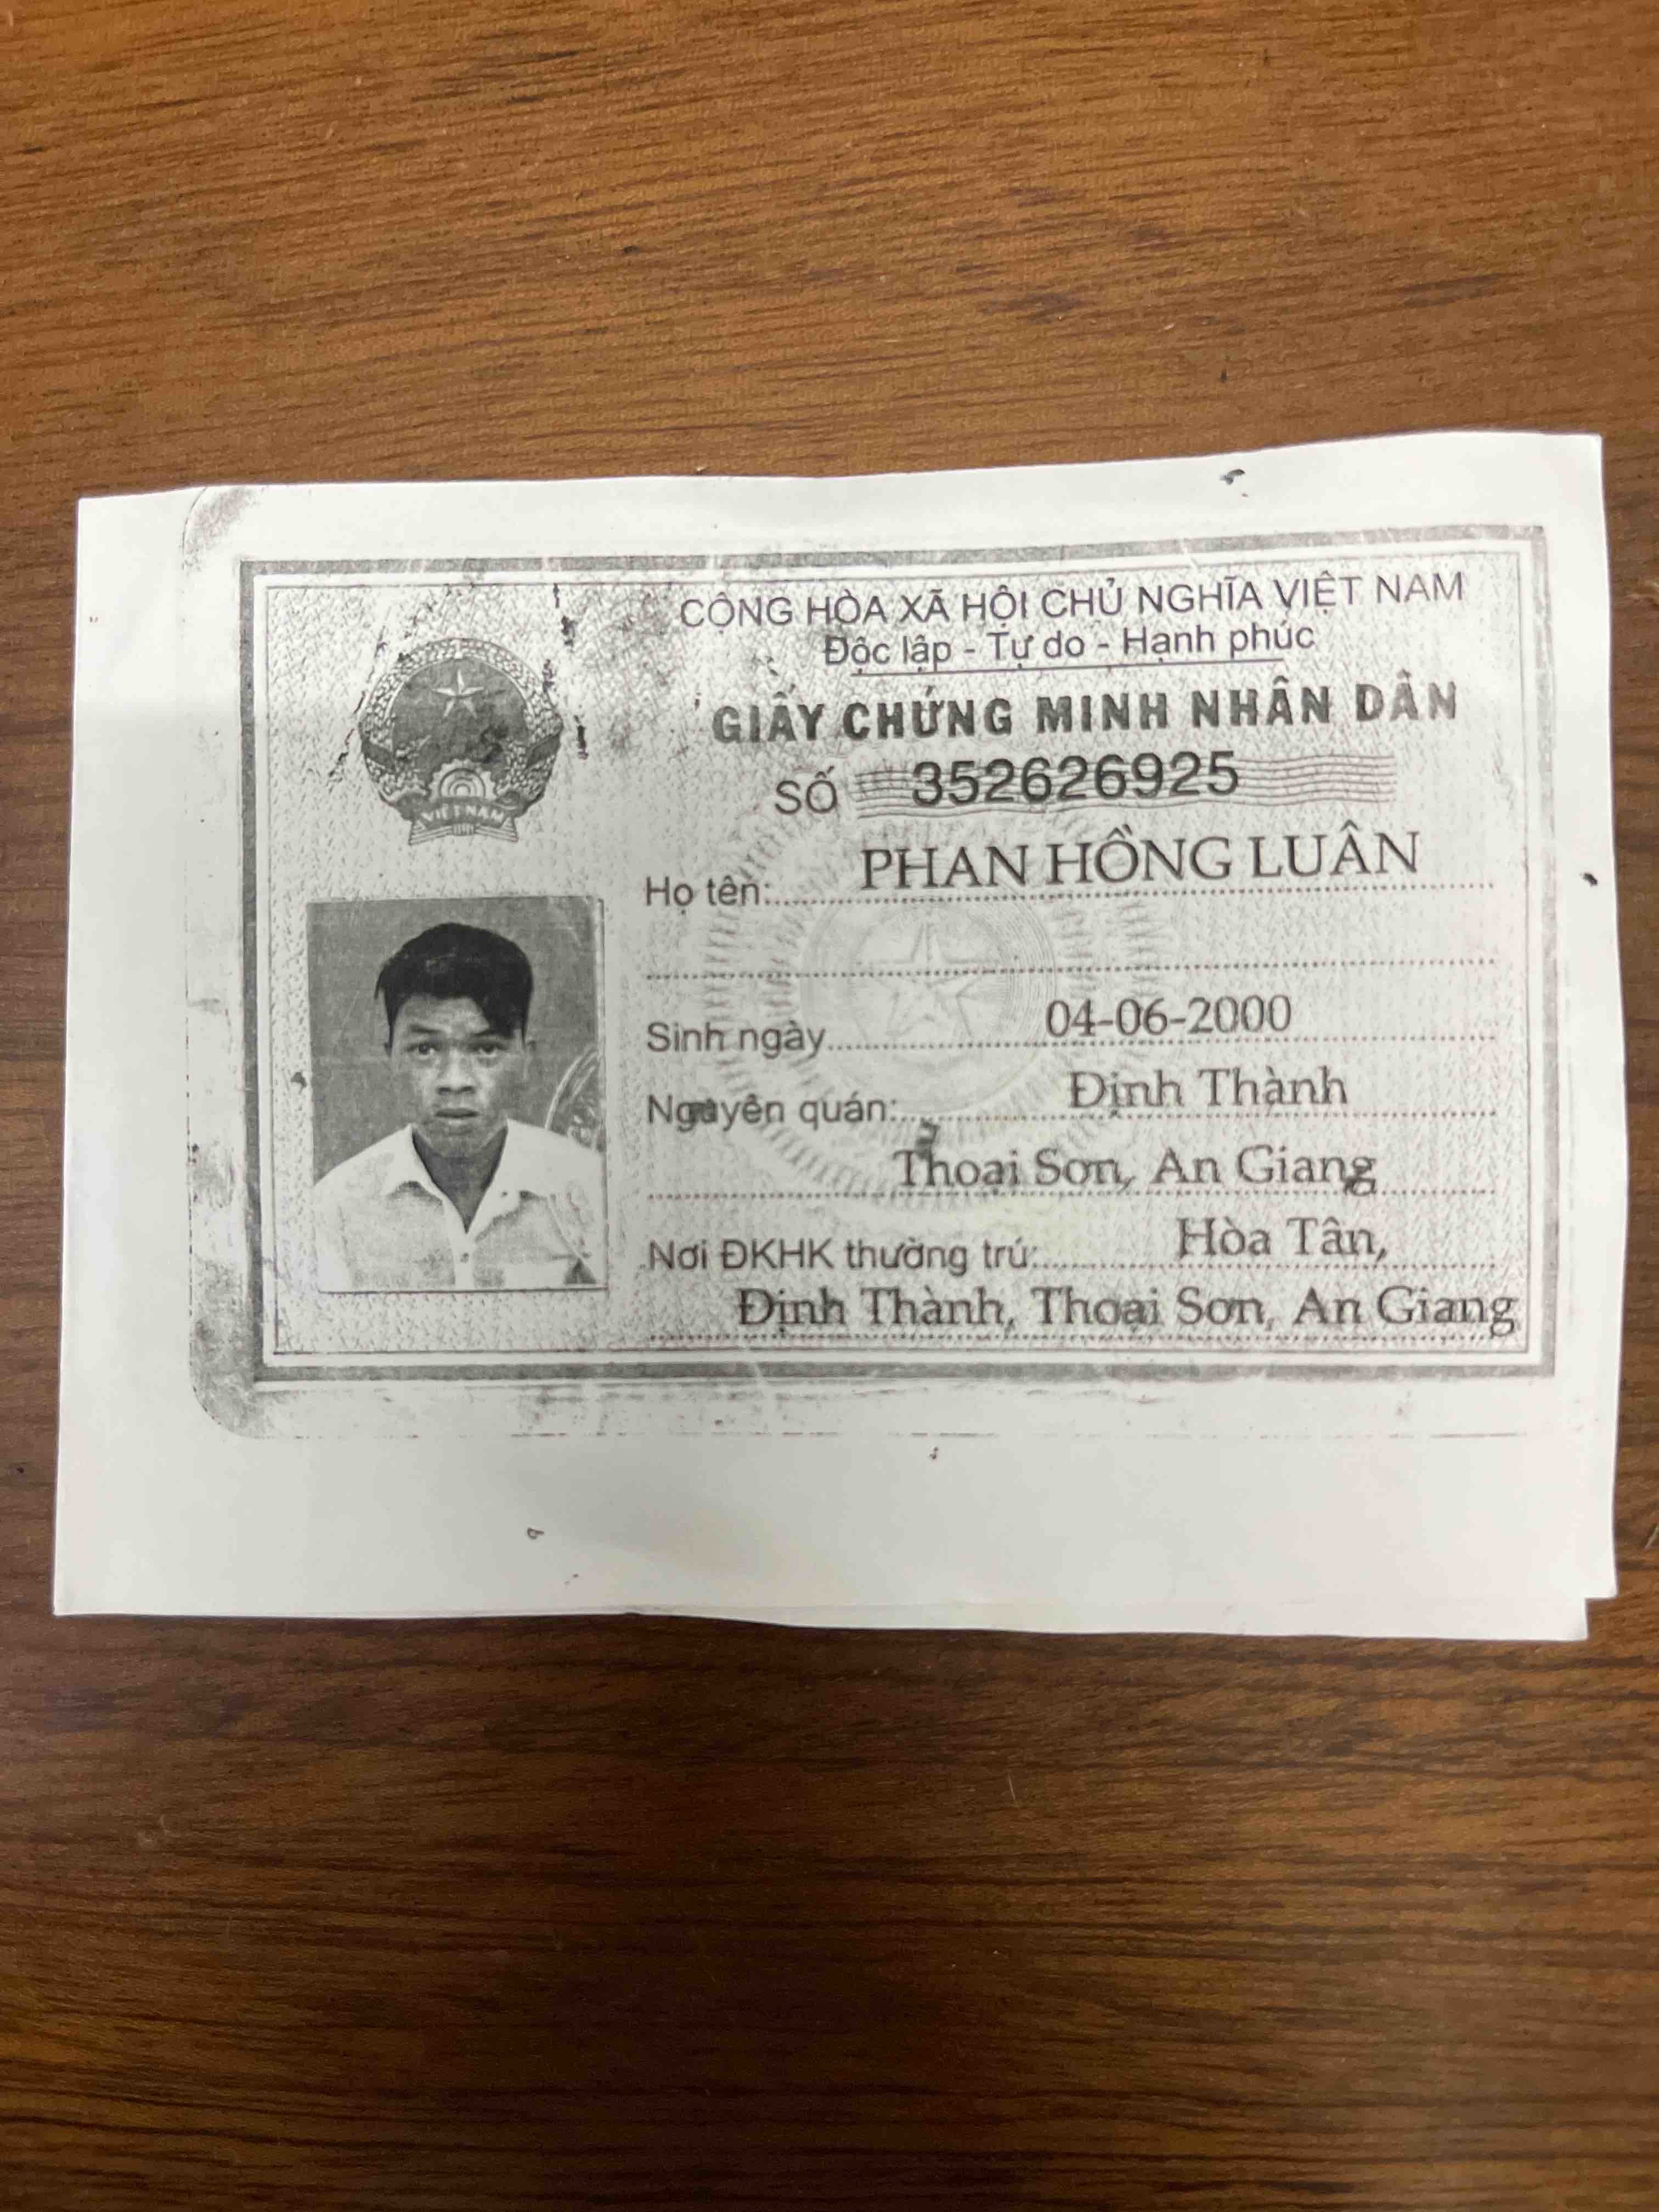 CỘNG HÒA XÃ HỘI CHỦ NGHĨA VIỆT NAM
Độc lập - Tự do - Hạnh phúc
GIẤY CHỨNG MINH NHÂN DÂN
SỐ 352626925
Họ tên: PHAN HỒNG LUÂN
Sinh ngày 04-06-2000
Nguyên quán: Định Thành
Thoại Sơn, An Giang
Nơi ĐKHK thường trú: Hòa Tân,
Định Thành, Thoại Sơn, An Giang
VIỆT NAM